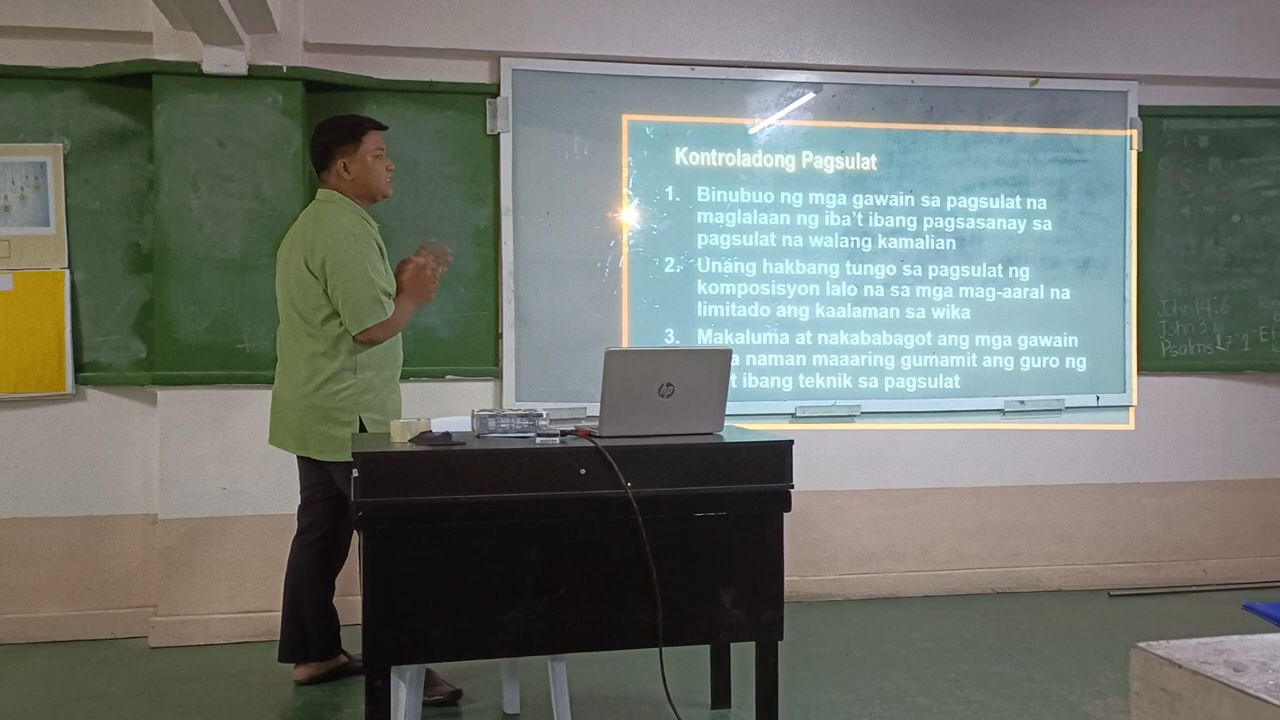 Kontroladong Pagsulat
1. Binubuo ng mga gawain sa pagsulat na
maglalaan ng iba't ibang pagsasanay sa
pagsulat na walang kamalian
2. Unang hakbang tungo sa pagsulat ng
komposisyon lalo na sa mga mag-aaral na
limitado ang kaalaman sa wika
3. Makaluma at nakababagot ang mga gawain
naman maaaring gumamit ang guro ng
ibang teknik sa pagsulat
hp
John 14:6
John 3
Psalms